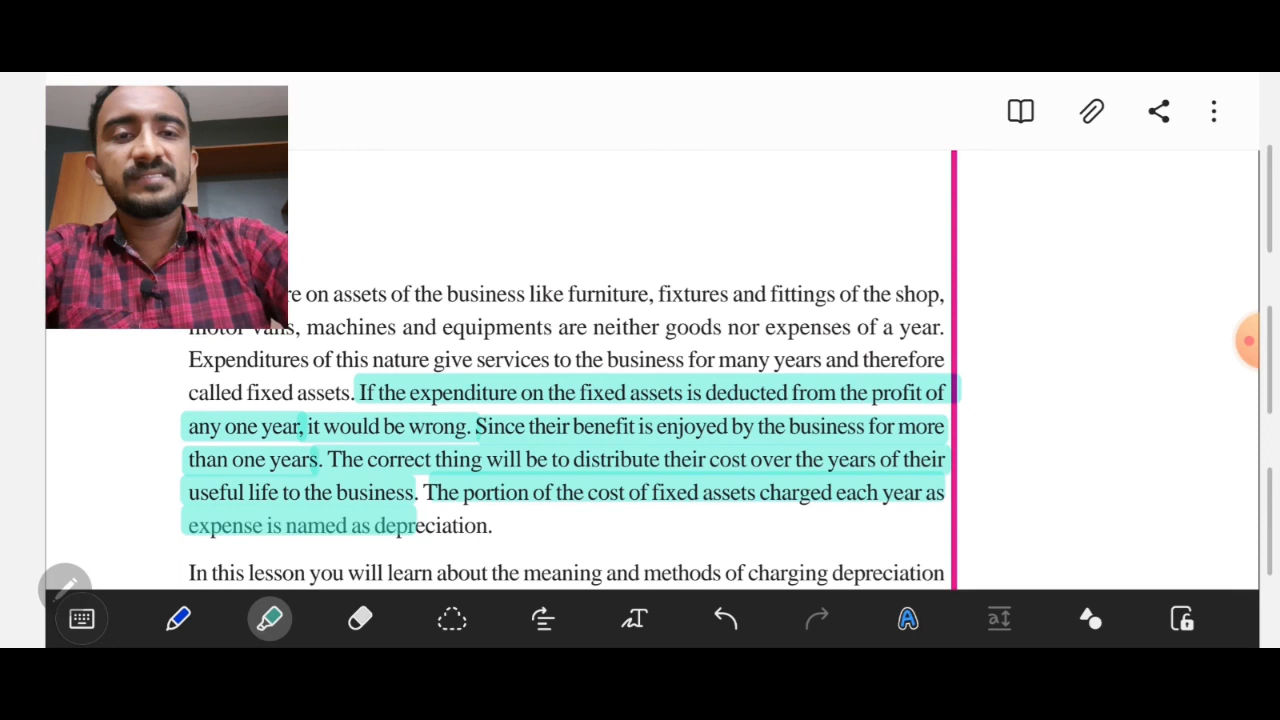 re on assets of the business like furniture, fixtures and fittings of the shop,
motor vans, machines and equipments are neither goods nor expenses of a year.
Expenditures of this nature give services to the business for many years and therefore
called fixed assets. If the expenditure on the fixed assets is deducted from the profit of
any one year, it would be wrong. Since their benefit is enjoyed by the business for more
than one years. The correct thing will be to distribute their cost over the years of their
useful life to the business. The portion of the cost of fixed assets charged each year as
expense is named as depreciation.
In this lesson you will learn about the meaning and methods of charging depreciation